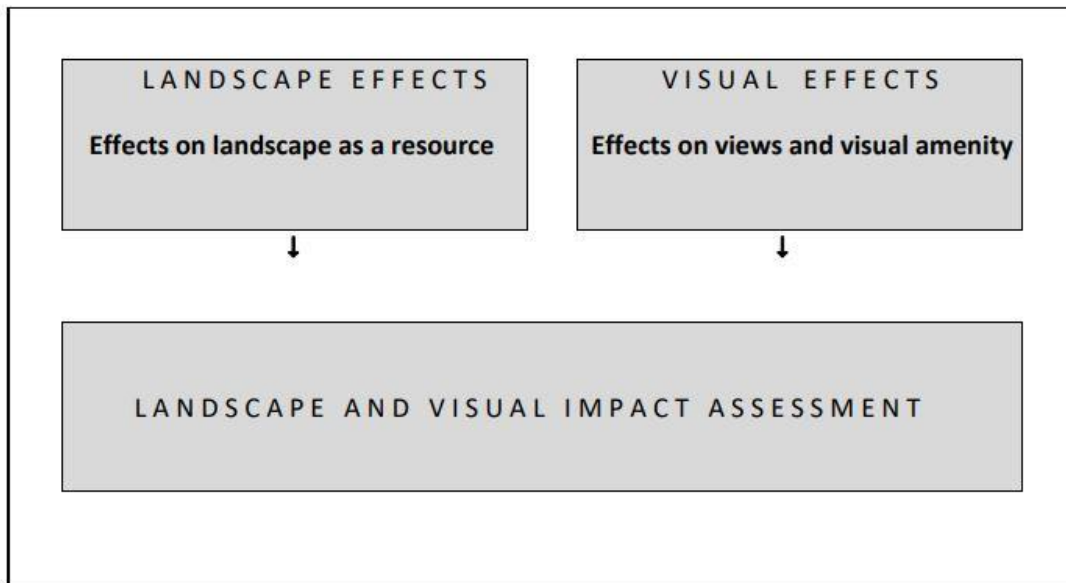 LANDSCAPE EFFECTS
Effects on landscape as a resource
VISUAL EFFECTS
Effects on views and visual amenity
↓
↓
LANDSCAPE AND VISUAL IMPACT ASSESSMENT